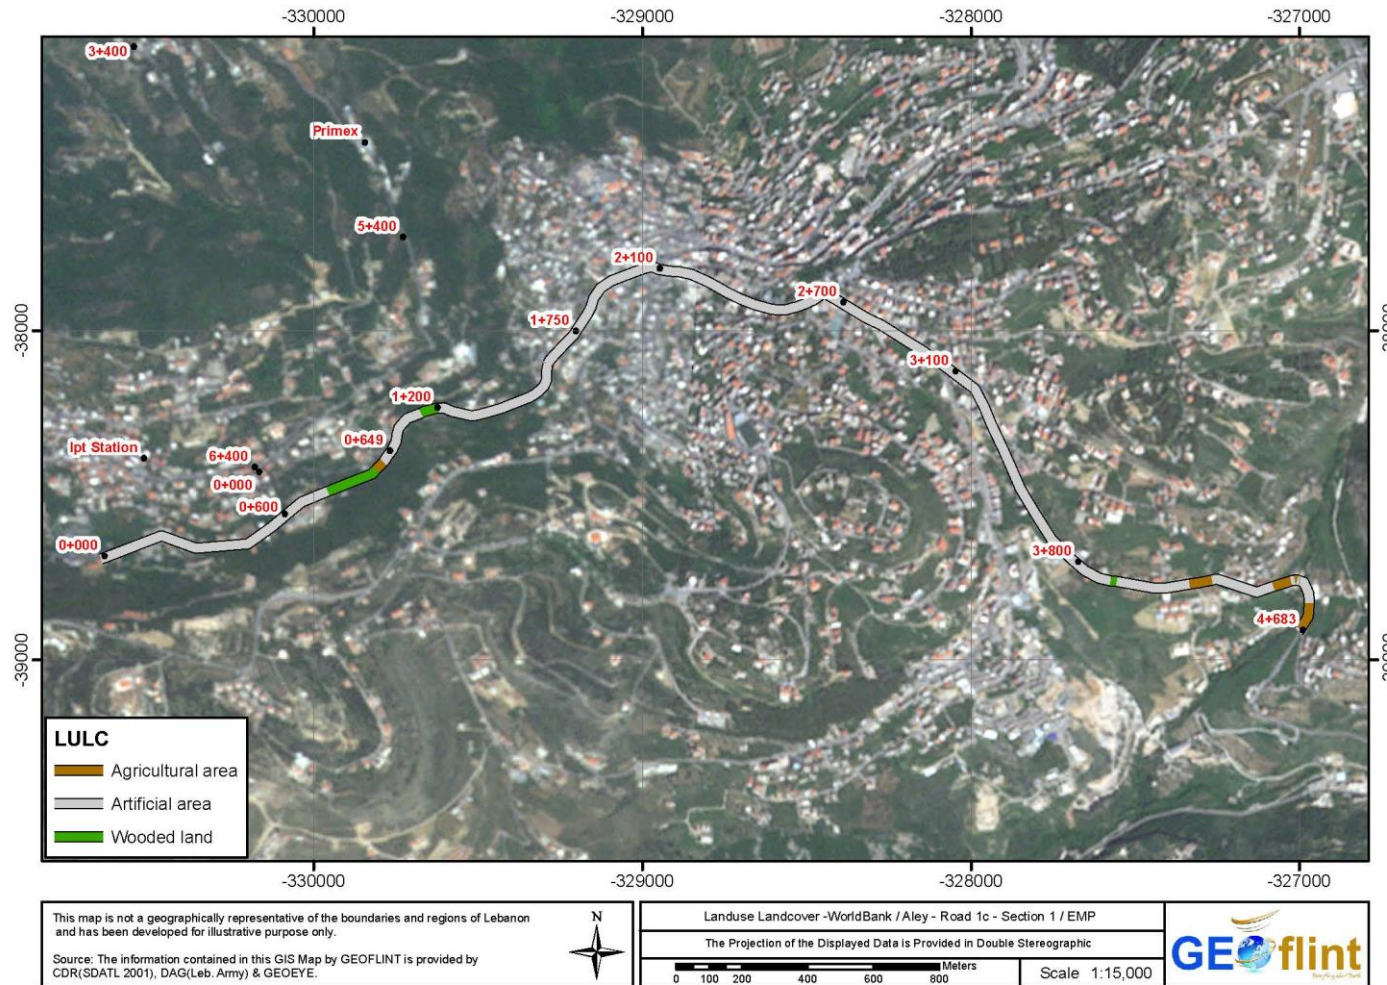 -330000
-329000
-328000
-327000
3+400
Primex
5+400
2+100
2+700
1+750
-38000
3+100
1+200
0+649
Ipt Station
6+400
0+000
0+600
0+000
3+800
4+683
-39000
LULC
Agricultural area
Artificial area
Wooded land
-330000
-329000
-328000
-327000
This map is not a geographically representative of the boundaries and regions of Lebanon
and has been developed for illustrative purpose only.
Source: The information contained in this GIS Map by GEOFLINT is provided by
CDR(SDATL 2001), DAG(Leb. Army) & GEOEYE.
N
Landuse Landcover -WorldBank / Aley - Road 1c - Section 1 / EMP
The Projection of the Displayed Data is Provided in Double Stereographic
Meters
0 100 200 400 600 800
Scale 1:15,000
GEOflint